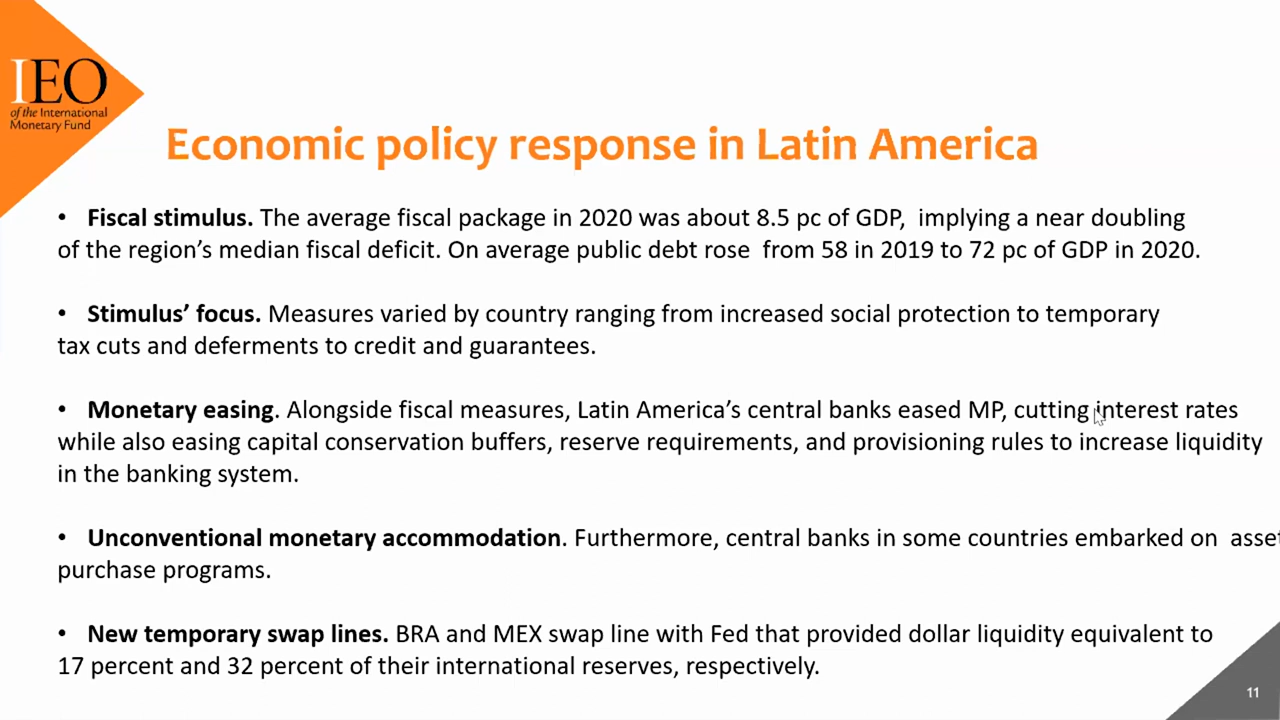 IEO
of the International
Monetary Fund
Economic policy response in Latin America
• Fiscal stimulus. The average fiscal package in 2020 was about 8.5 pc of GDP, implying a near doubling
of the region’s median fiscal deficit. On average public debt rose from 58 in 2019 to 72 pc of GDP in 2020.
• Stimulus’ focus. Measures varied by country ranging from increased social protection to temporary
tax cuts and deferments to credit and guarantees.
• Monetary easing. Alongside fiscal measures, Latin America’s central banks eased MP, cutting interest rates
while also easing capital conservation buffers, reserve requirements, and provisioning rules to increase liquidity
in the banking system.
• Unconventional monetary accommodation. Furthermore, central banks in some countries embarked on asset
purchase programs.
• New temporary swap lines. BRA and MEX swap line with Fed that provided dollar liquidity equivalent to
17 percent and 32 percent of their international reserves, respectively.
11